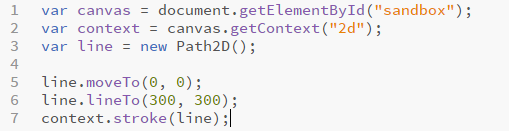 1 var canvas = document.getElementById("sandbox");
2 var context = canvas.getContext("2d");
3 var line = new Path2D();
4
5 line.moveTo(0, 0);
6 line.lineTo(300, 300);
7 context.stroke(line);